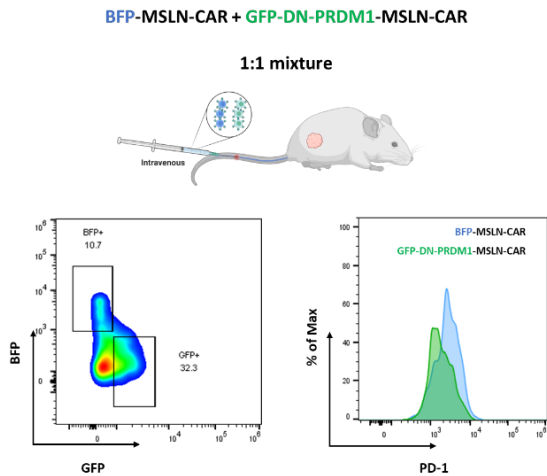 BFP-MSLN-CAR + GFP-DN-PRDM1-MSLN-CAR
1:1 mixture
Intravenous
BFP+
10.7
GFP+
32.3
10^6
10^5
10^4
10^3
0
BFP
0
10^4
10^5
10^6
GFP
BFP-MSLN-CAR
GFP-DN-PRDM1-MSLN-CAR
100
80
60
40
20
0
% of Max
0
10^3
10^4
10^5
10^6
PD-1